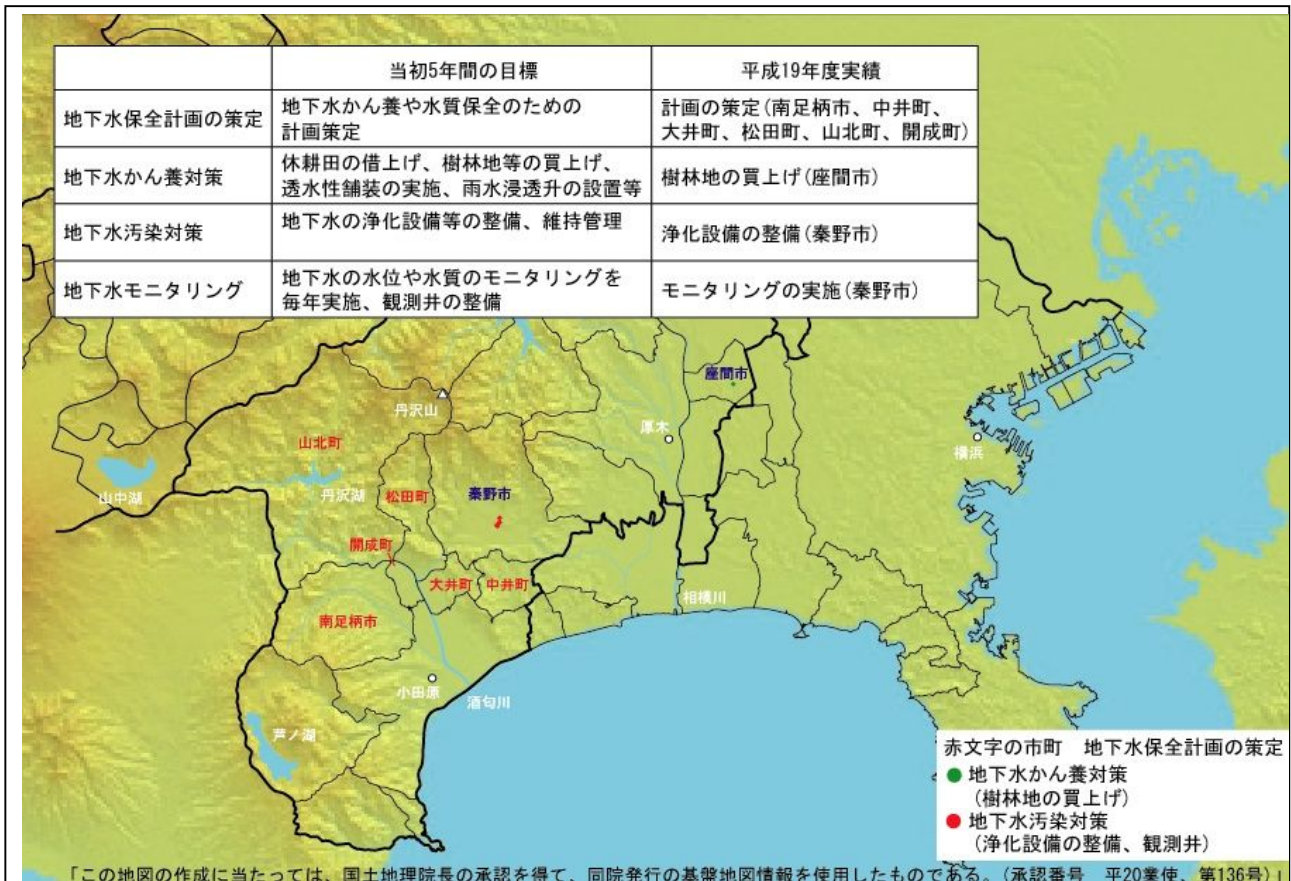 当初5年間の目標
平成19年度実績
地下水保全計画の策定
地下水かん養や水質保全のための
計画策定
計画の策定(南足柄市、中井町、
大井町、松田町、山北町、開成町)
地下水かん養対策
休耕田の借上げ、樹林地等の買上げ、
透水性舗装の実施、雨水浸透升の設置等
樹林地の買上げ(座間市)
地下水汚染対策
地下水の浄化設備等の整備、維持管理
浄化設備の整備(秦野市)
地下水モニタリング
地下水の水位や水質のモニタリングを
毎年実施、観測井の整備
モニタリングの実施(秦野市)
座間市
丹沢山
厚木
横浜
山北町
山中湖
丹沢湖
松田町
秦野市
開成町
大井町
中井町
相模川
南足柄市
小田原
酒匂川
芦ノ湖
赤文字の市町 地下水保全計画の策定
地下水かん養対策
(樹林地の買上げ)
地下水汚染対策
(浄化設備の整備、観測井)
「この地図の作成に当たっては、国土地理院長の承認を得て、同院発行の基盤地図情報を使用したものである。(承認番号 平20業使、第136号)」